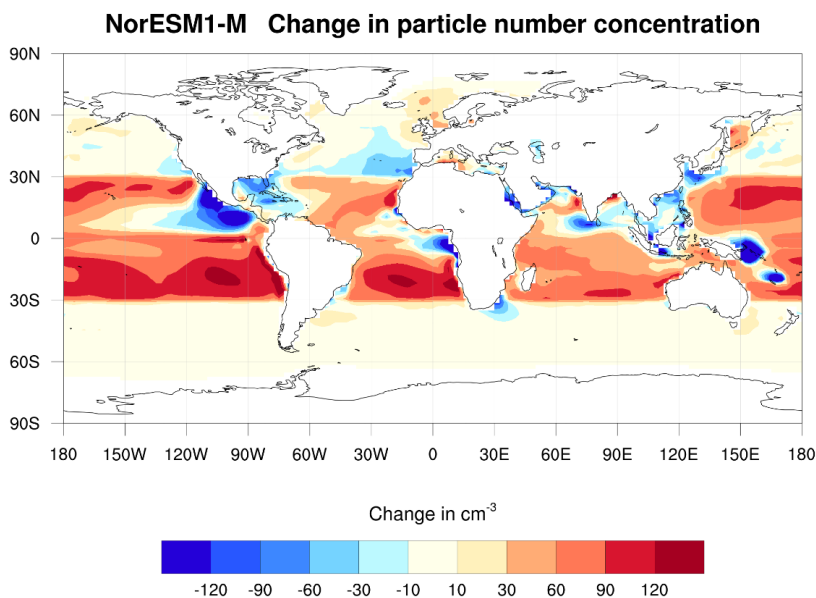 NorESM1-M Change in particle number concentration
90N
60N
30N
0
30S
60S
90S
180 150W 120W 90W 60W 30W 0 30E 60E 90E 120E 150E 180
Change in cm⁻³
-120 -90 -60 -30 -10 10 30 60 90 120